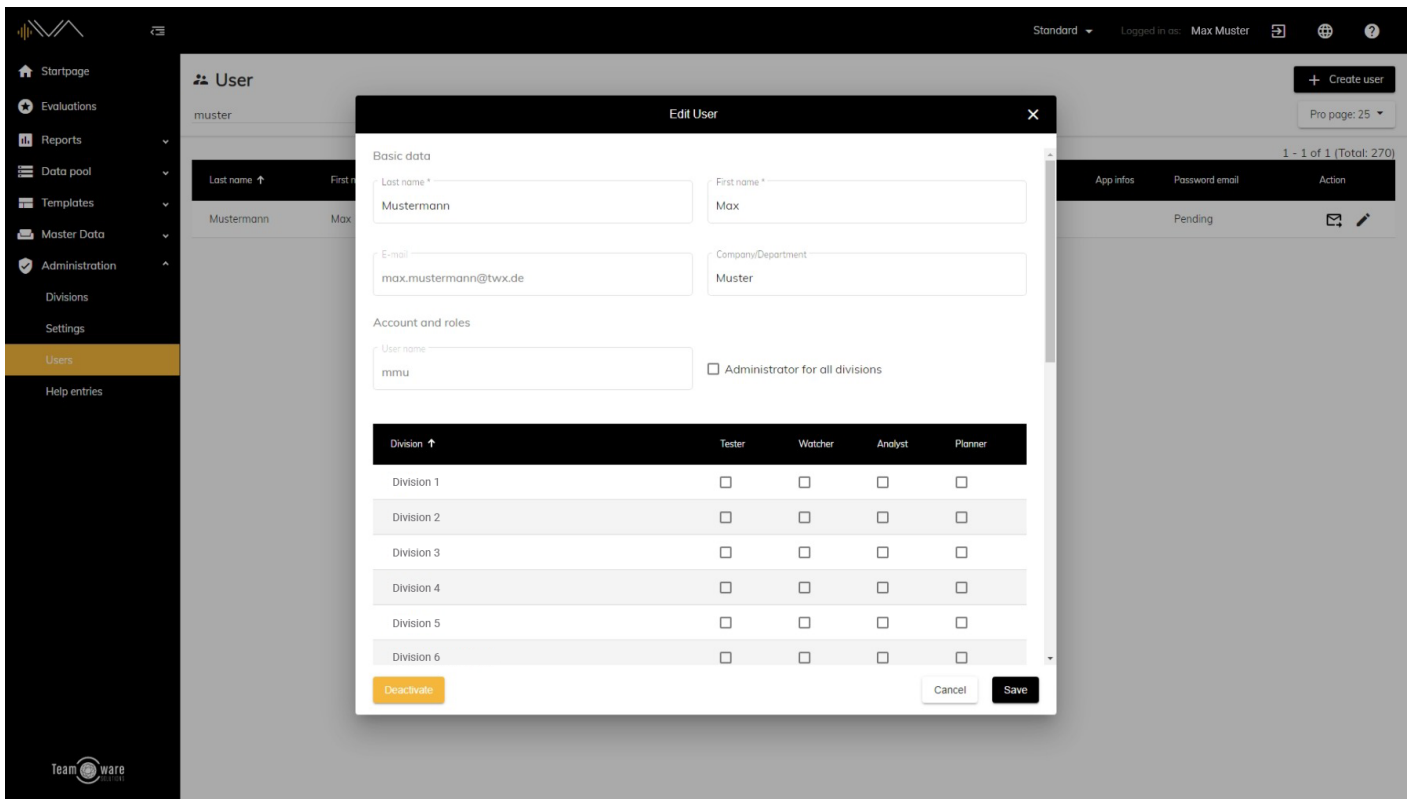 Standard
Logged in as: Max Muster
Startpage
Evaluations
Reports
Data pool
Templates
Master Data
Administration
Divisions
Settings
Users
Help entries
Team ware
SOLUTIONS
User
+ Create user
muster
Pro page: 25
1 - 1 of 1 (Total: 270)
Last name ↑ First n App infos Password email Action
Mustermann Max Pending
Edit User
Basic data
Last name *
Mustermann
First name *
Max
E-mail
max.mustermann@twx.de
Company/Department
Muster
Account and roles
User name
mmu
Administrator for all divisions
Division ↑ Tester Watcher Analyst Planner
Division 1
Division 2
Division 3
Division 4
Division 5
Division 6
Deactivate
Cancel
Save